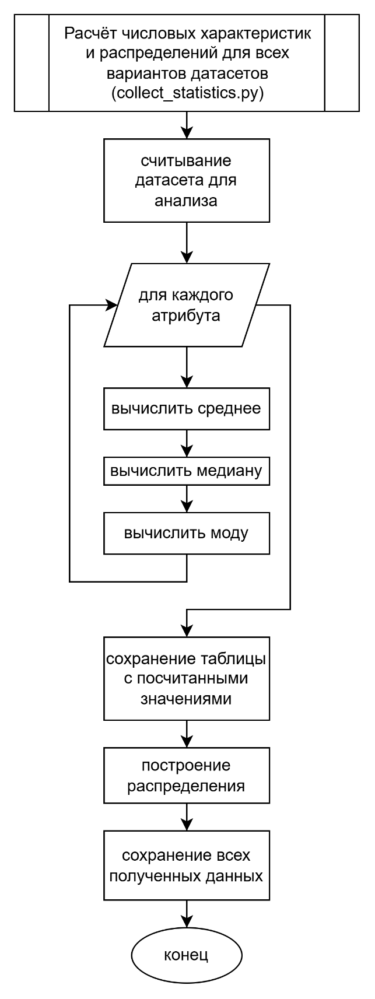 Расчёт числовых характеристик
и распределений для всех
вариантов датасетов
(collect_statistics.py)
считывание
датасета для
анализа
для каждого
атрибута
вычислить среднее
вычислить медиану
вычислить моду
сохранение таблицы
с посчитанными
значениями
построение
распределения
сохранение всех
полученных данных
конец